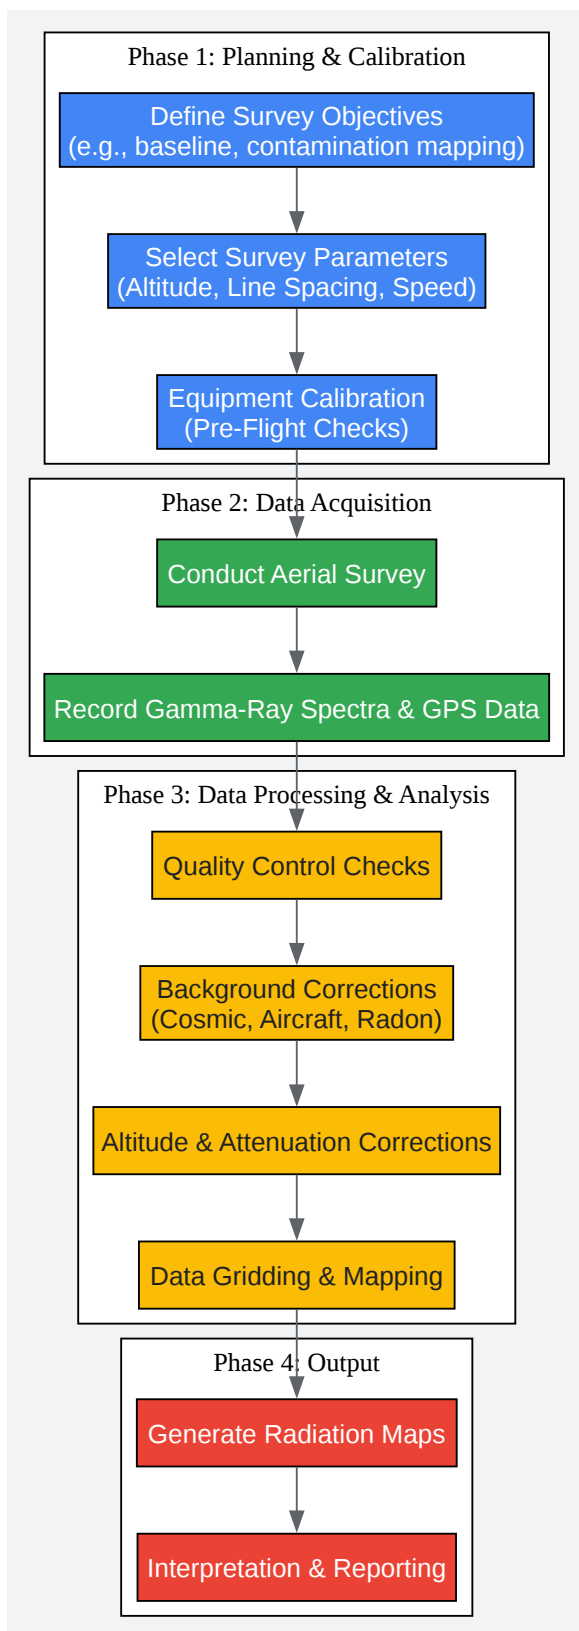 Phase 1: Planning & Calibration
Define Survey Objectives
(e.g., baseline, contamination mapping)
Select Survey Parameters
(Altitude, Line Spacing, Speed)
Equipment Calibration
(Pre-Flight Checks)
Phase 2: Data Acquisition
Conduct Aerial Survey
Record Gamma-Ray Spectra & GPS Data
Phase 3: Data Processing & Analysis
Quality Control Checks
Background Corrections
(Cosmic, Aircraft, Radon)
Altitude & Attenuation Corrections
Data Gridding & Mapping
Phase 4: Output
Generate Radiation Maps
Interpretation & Reporting